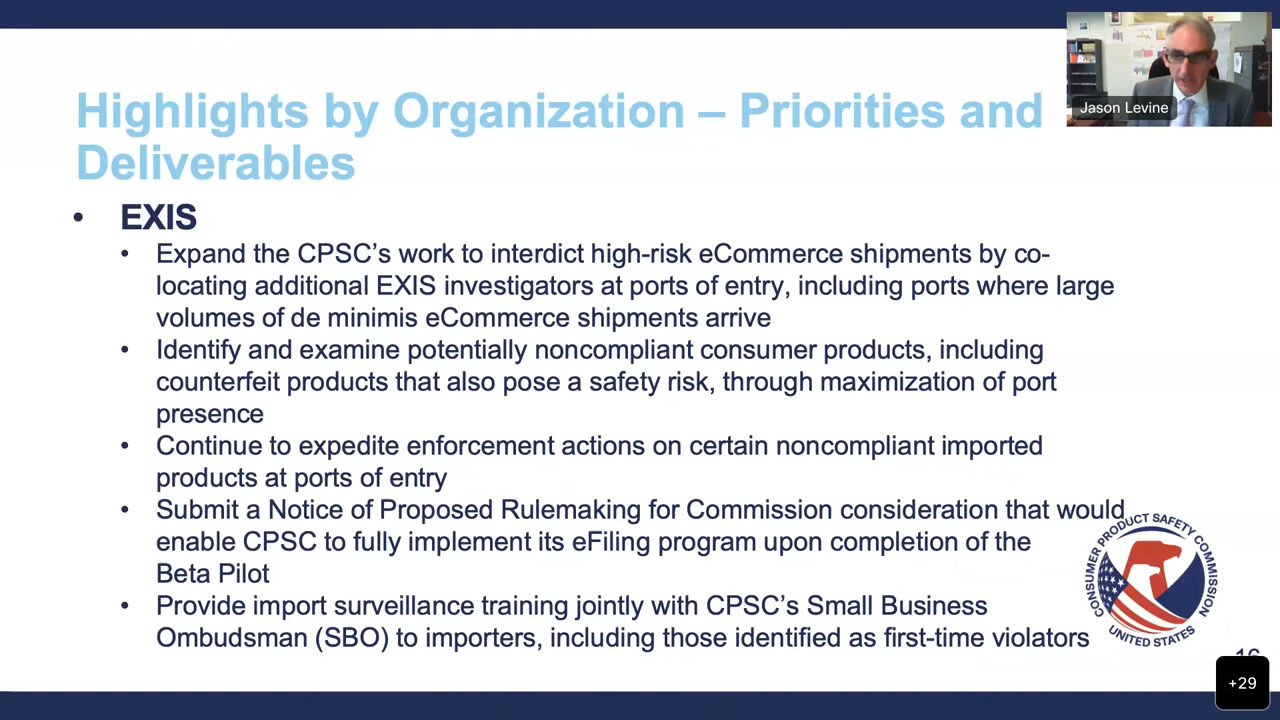 Jason Levine
Highlights by Organization – Priorities and
Deliverables
• EXIS
• Expand the CPSC’s work to interdict high-risk eCommerce shipments by co-
locating additional EXIS investigators at ports of entry, including ports where large
volumes of de minimis eCommerce shipments arrive
• Identify and examine potentially noncompliant consumer products, including
counterfeit products that also pose a safety risk, through maximization of port
presence
• Continue to expedite enforcement actions on certain noncompliant imported
products at ports of entry
• Submit a Notice of Proposed Rulemaking for Commission consideration that would
enable CPSC to fully implement its eFiling program upon completion of the
Beta Pilot
• Provide import surveillance training jointly with CPSC’s Small Business
Ombudsman (SBO) to importers, including those identified as first-time violators
CONSUMER PRODUCT SAFETY COMMISSION
UNITED STATES
16
+29